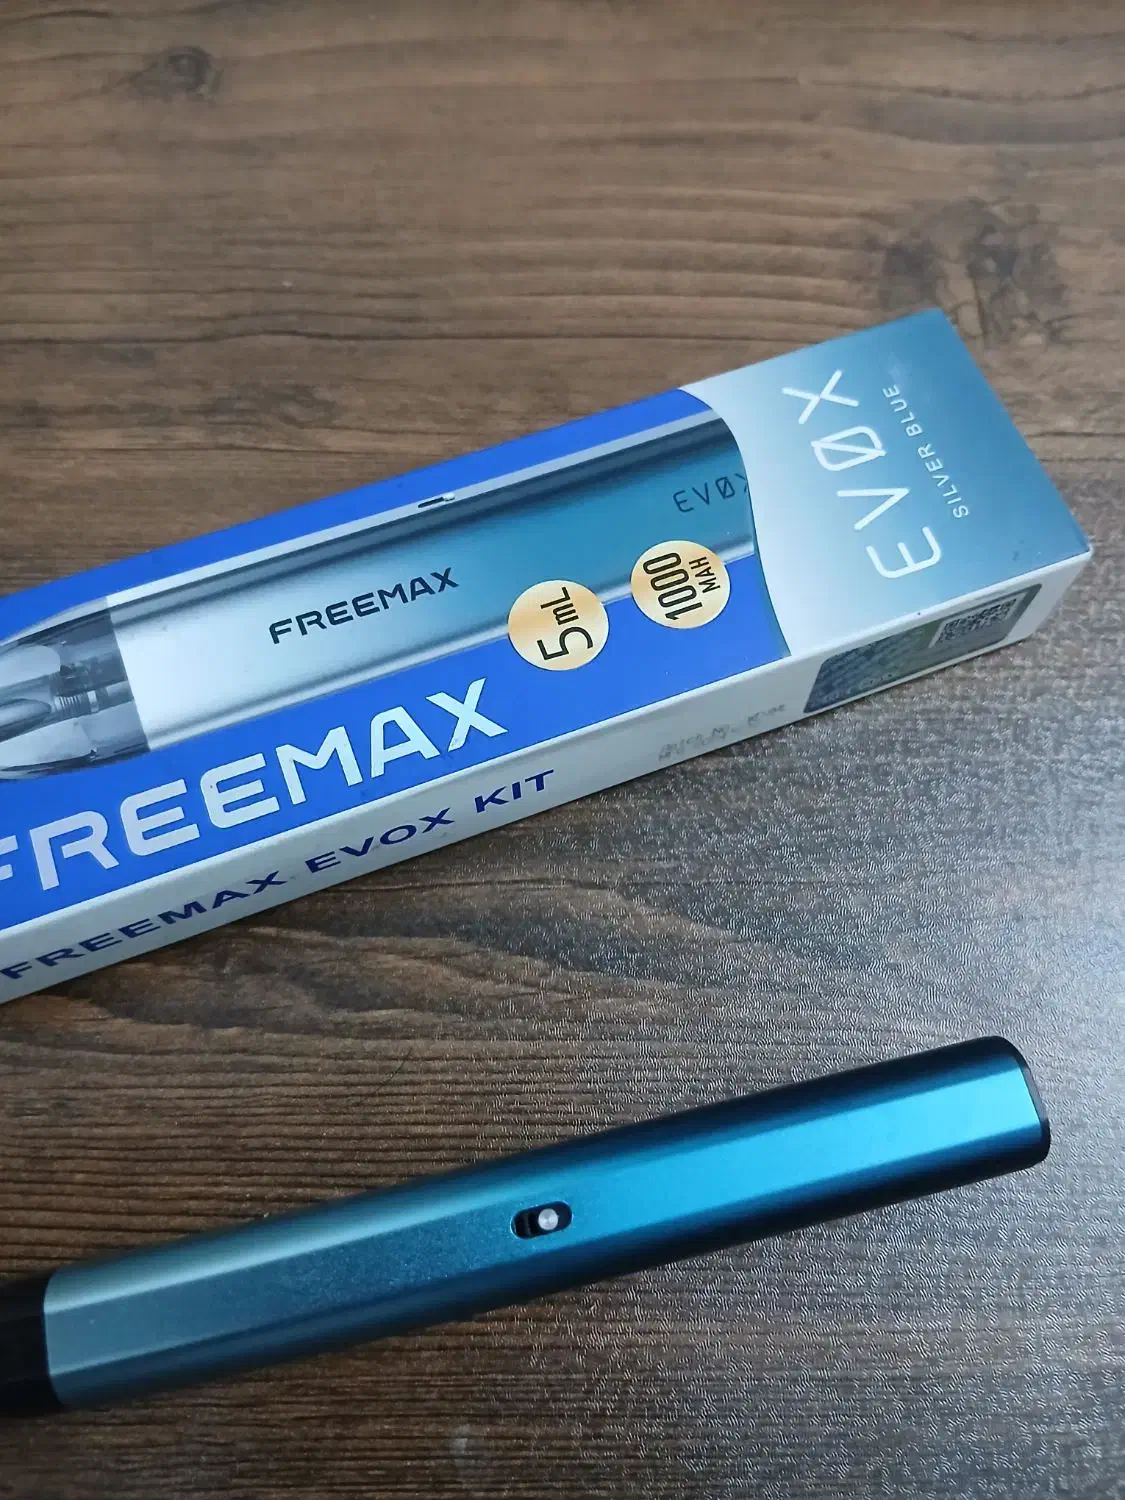 EVØX
SILVER BLUE
EVØX
FREEMAX
5mL
1000
MAH
FREEMAX
FREEMAX EVOX KIT